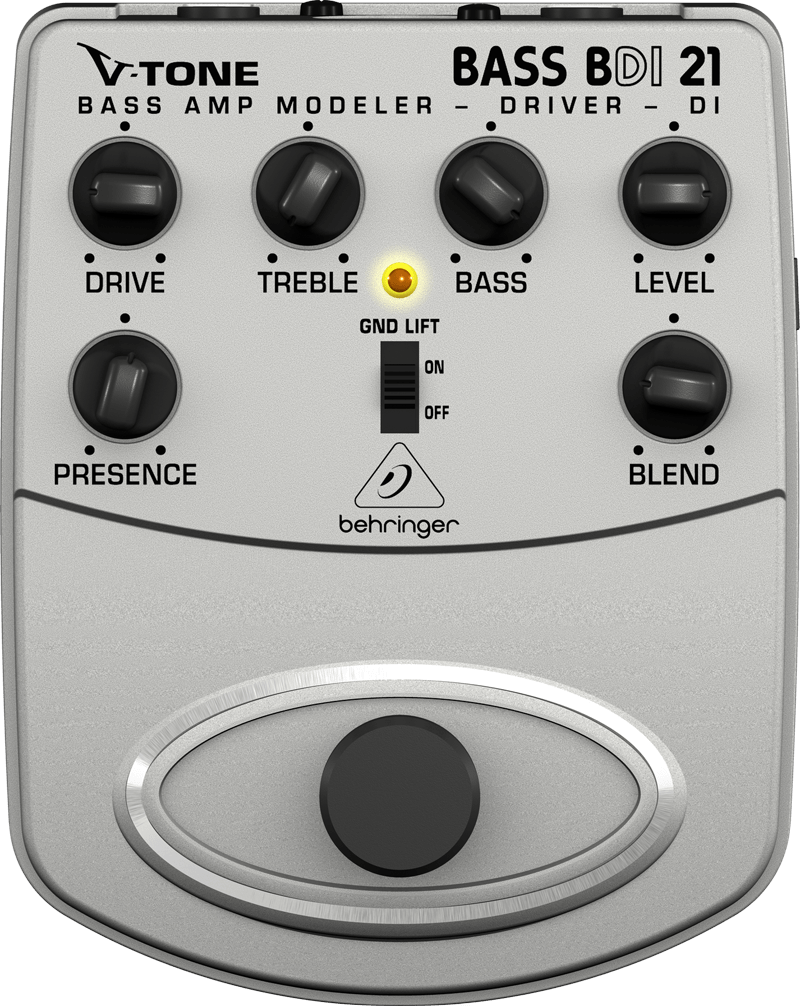 V-TONE BASS BDI 21
BASS AMP MODELER – DRIVER – DI
DRIVE TREBLE BASS LEVEL
GND LIFT
ON
OFF
PRESENCE BLEND
behringer